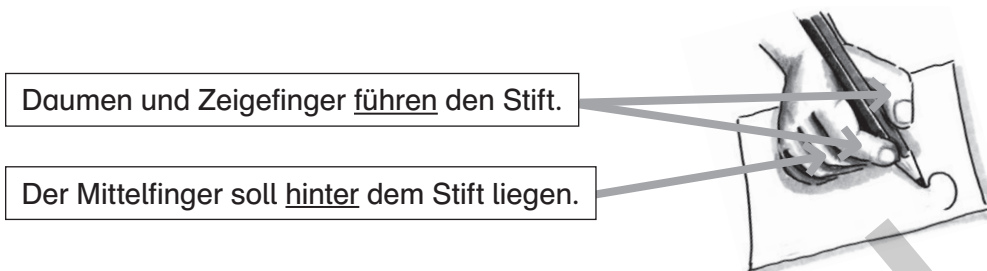 Daumen und Zeigefinger führen den Stift.
Der Mittelfinger soll hinter dem Stift liegen.